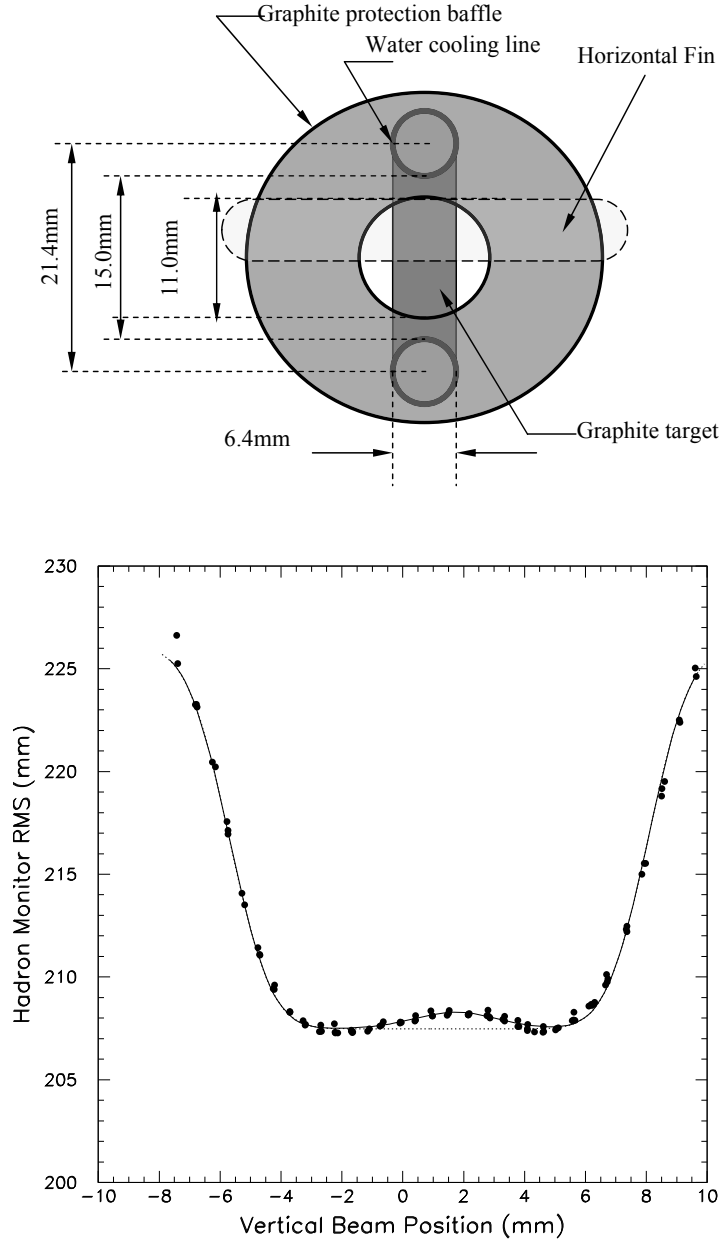 Graphite protection baffle
Water cooling line
Horizontal Fin
21.4mm
15.0mm
11.0mm
6.4mm
Graphite target
230
225
220
215
210
205
200
Hadron Monitor RMS (mm)
−10 −8 −6 −4 −2 0 2 4 6 8 10
Vertical Beam Position (mm)